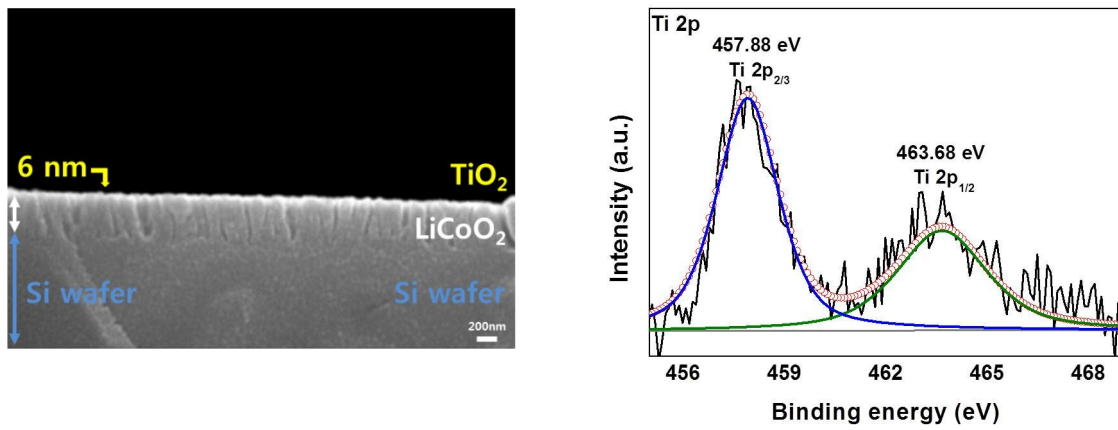 6 nm
TiO2
LiCoO2
Si wafer
Si wafer
200nm
Ti 2p
457.88 eV
Ti 2p2/3
463.68 eV
Ti 2p1/2
Intensity (a.u.)
456 459 462 465 468
Binding energy (eV)